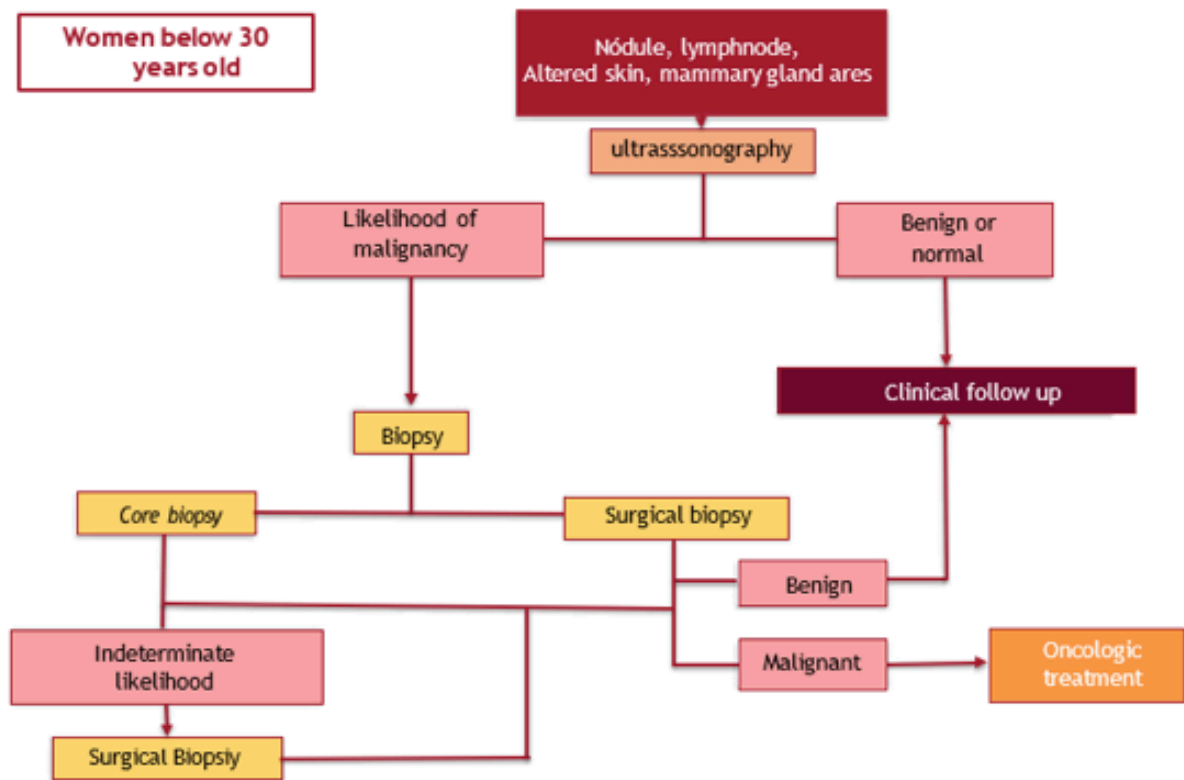 Women below 30
years old
Nódule, lymphnode,
Altered skin, mammary gland ares
ultrasssonography
Likelihood of
malignancy
Benign or
normal
Clinical follow up
Biopsy
Core biopsy
Surgical biopsy
Benign
Indeterminate
likelihood
Malignant
Oncologic
treatment
Surgical Biopsiy